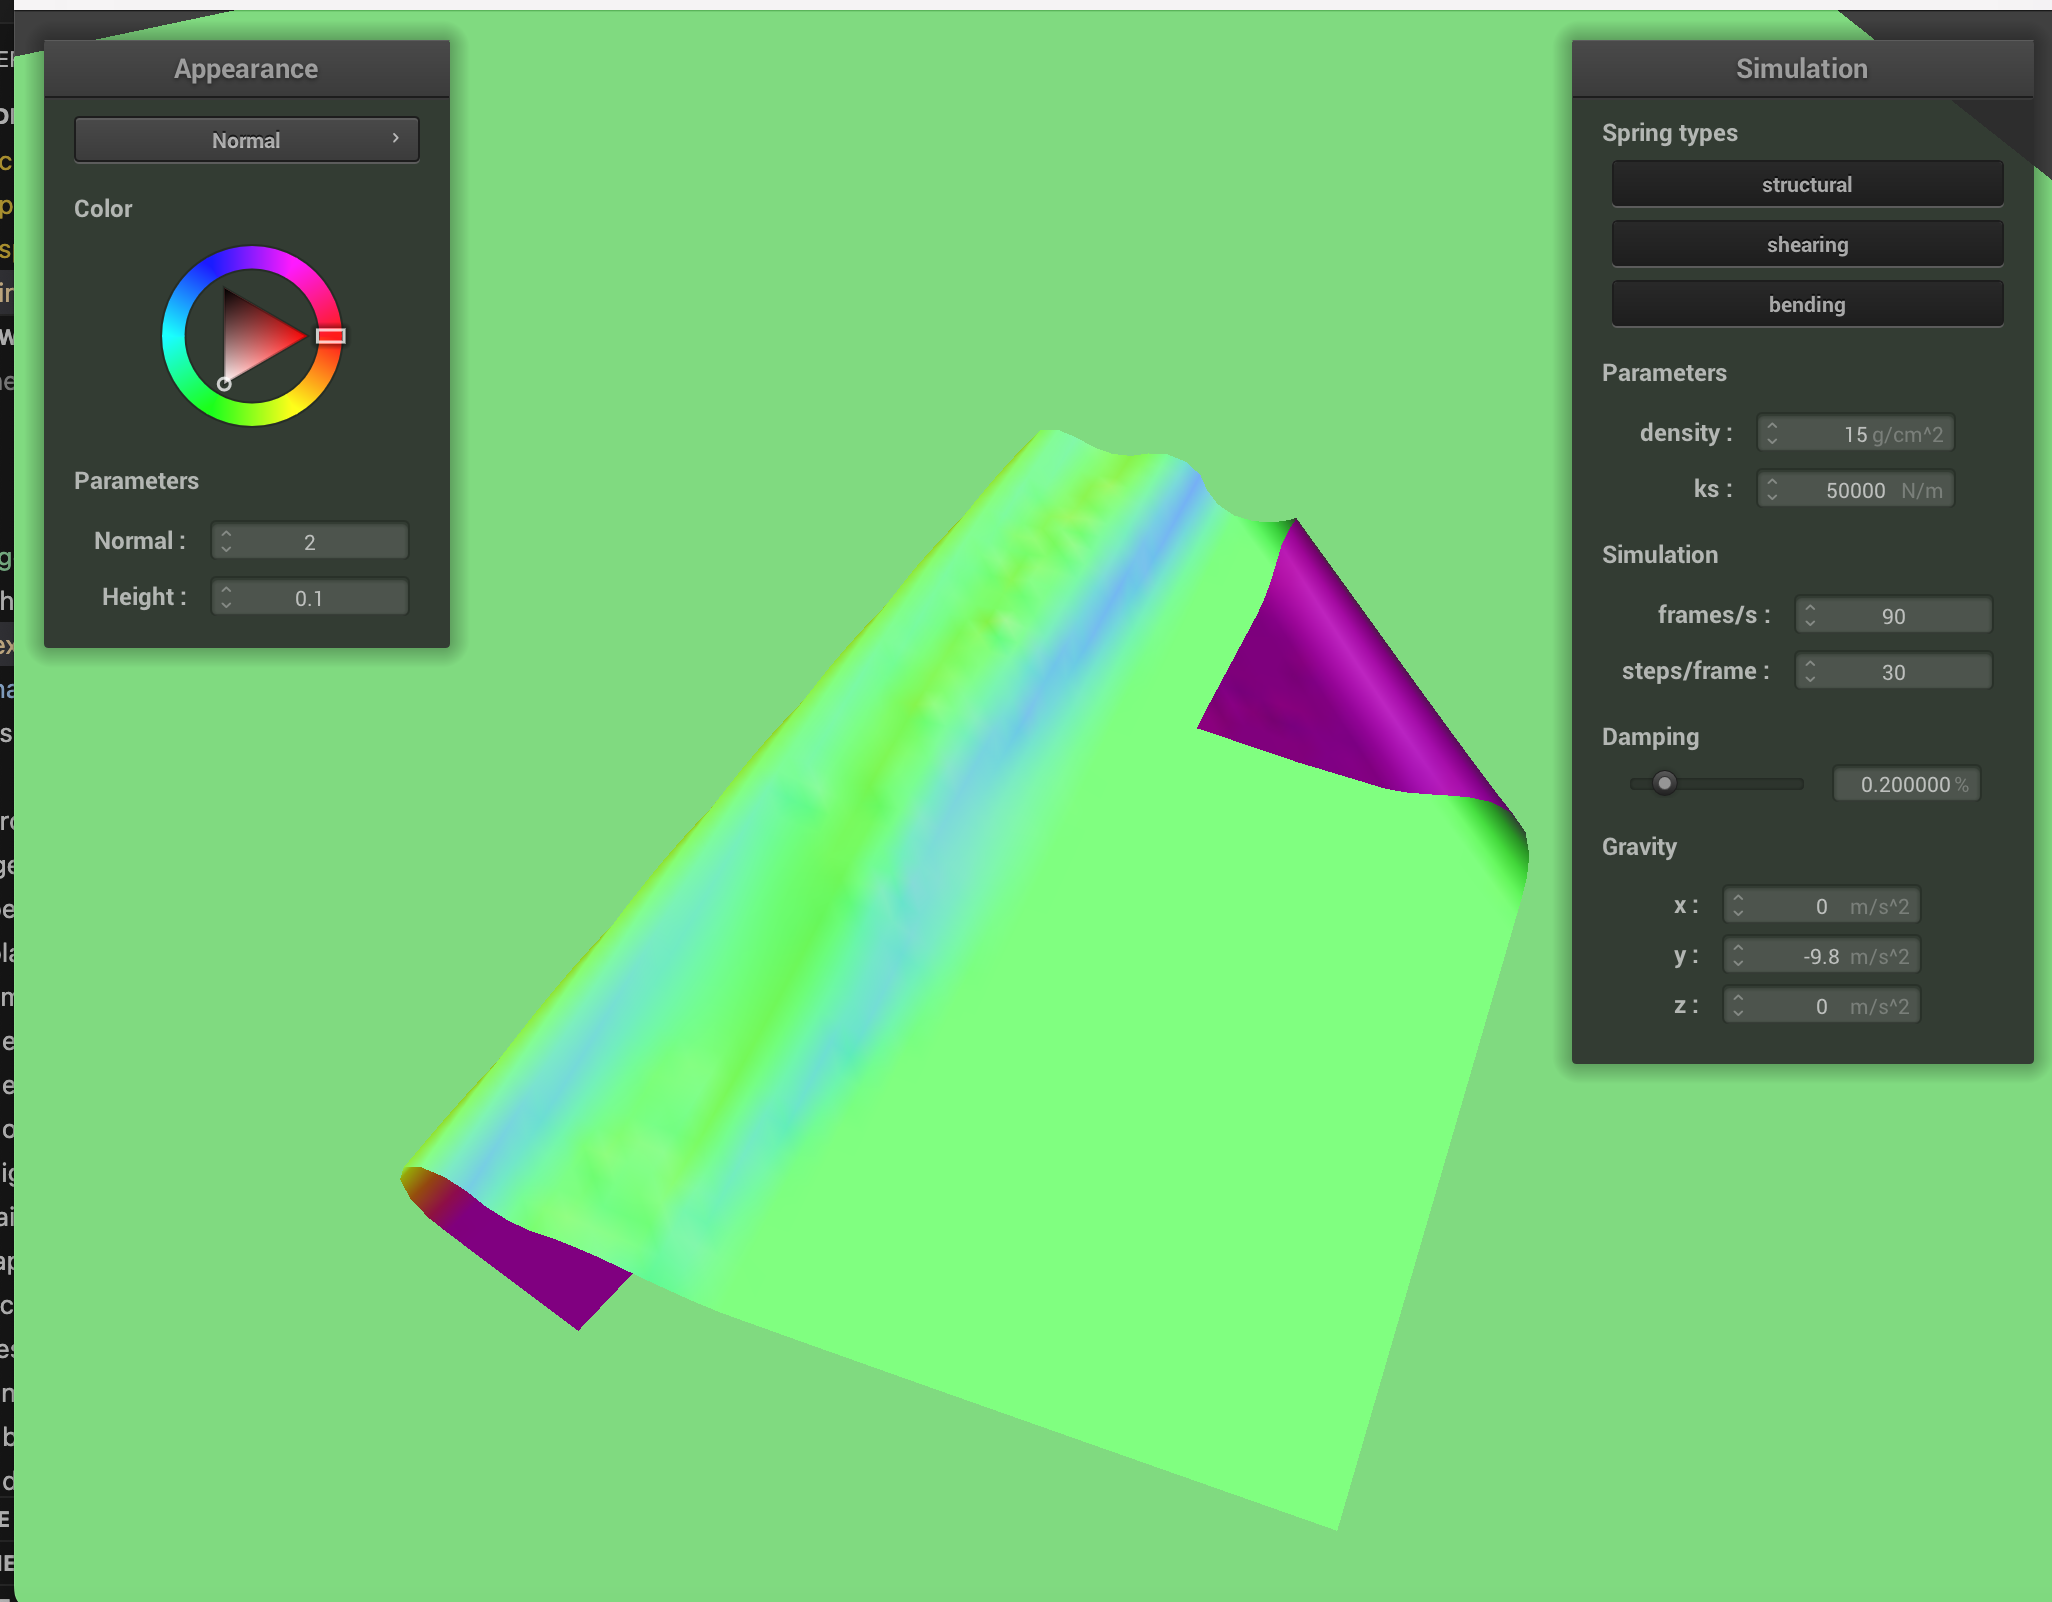 Appearance
Normal
Color
Parameters
Normal : 2
Height : 0.1
Simulation
Spring types
structural
shearing
bending
Parameters
density : 15 g/cm^2
ks : 50000 N/m
Simulation
frames/s : 90
steps/frame : 30
Damping
0.200000 %
Gravity
x : 0 m/s^2
y : -9.8 m/s^2
z : 0 m/s^2